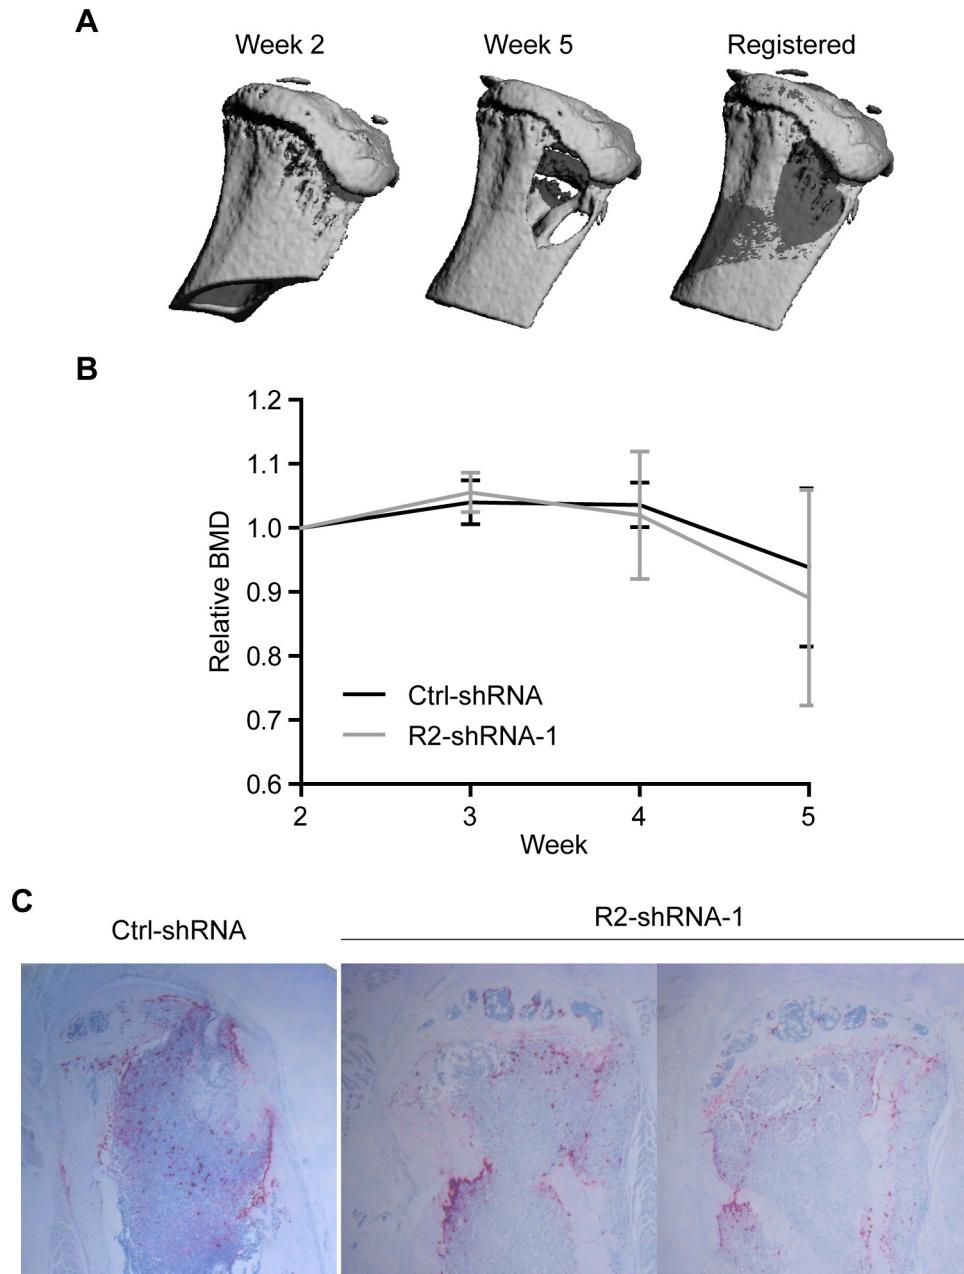 A
Week 2
Week 5
Registered
B
1.2
1.1
1.0
0.9
0.8
0.7
0.6
Relative BMD
Ctrl-shRNA
R2-shRNA-1
2
3
4
5
Week
C
Ctrl-shRNA
R2-shRNA-1